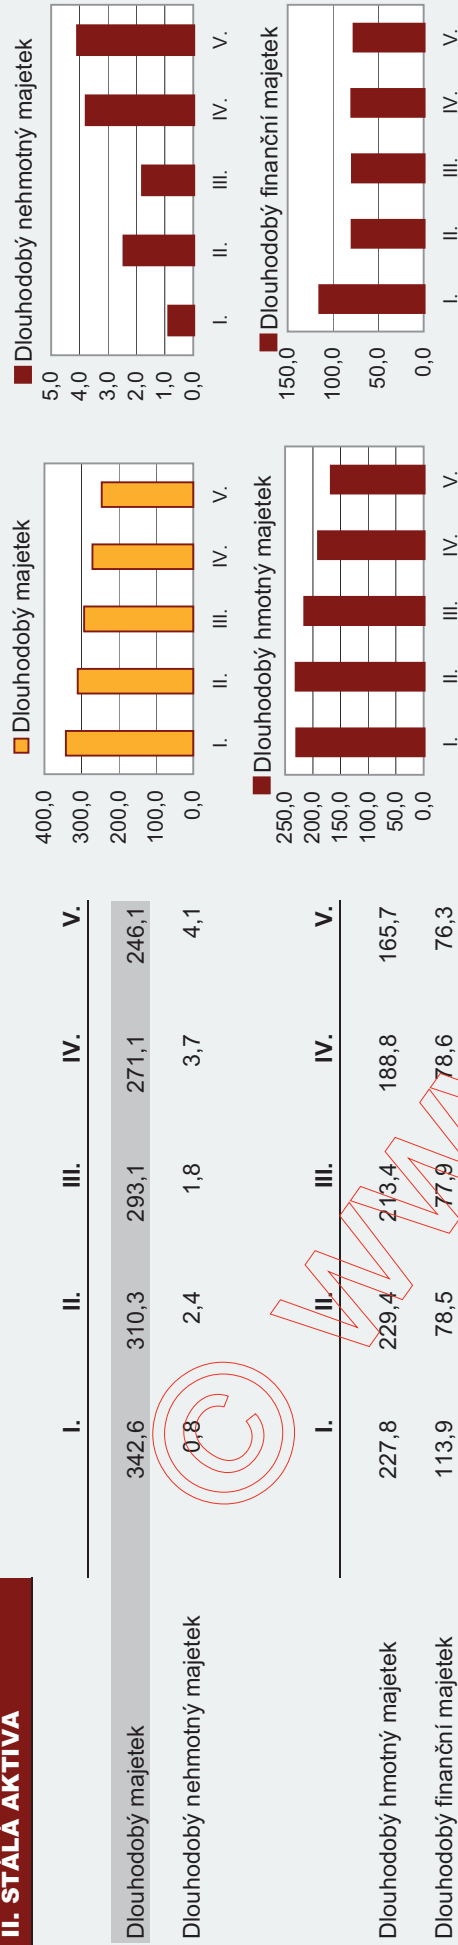 II. STÁLÁ AKTIVA
I. II. III. IV. V.
Dlouhodobý majetek 342,6 310,3 293,1 271,1 246,1
Dlouhodobý nehmotný majetek 0,8 2,4 1,8 3,7 4,1
I. II. III. IV. V.
Dlouhodobý hmotný majetek 227,8 229,4 213,4 188,8 165,7
Dlouhodobý finanční majetek 113,9 78,5 77,9 78,6 76,3
Dlouhodobý majetek
400,0
300,0
200,0
100,0
0,0
I. II. III. IV. V.
Dlouhodobý nehmotný majetek
5,0
4,0
3,0
2,0
1,0
0,0
I. II. III. IV. V.
Dlouhodobý hmotný majetek
250,0
200,0
150,0
100,0
50,0
0,0
I. II. III. IV. V.
Dlouhodobý finanční majetek
150,0
100,0
50,0
0,0
I. II. III. IV. V.
©